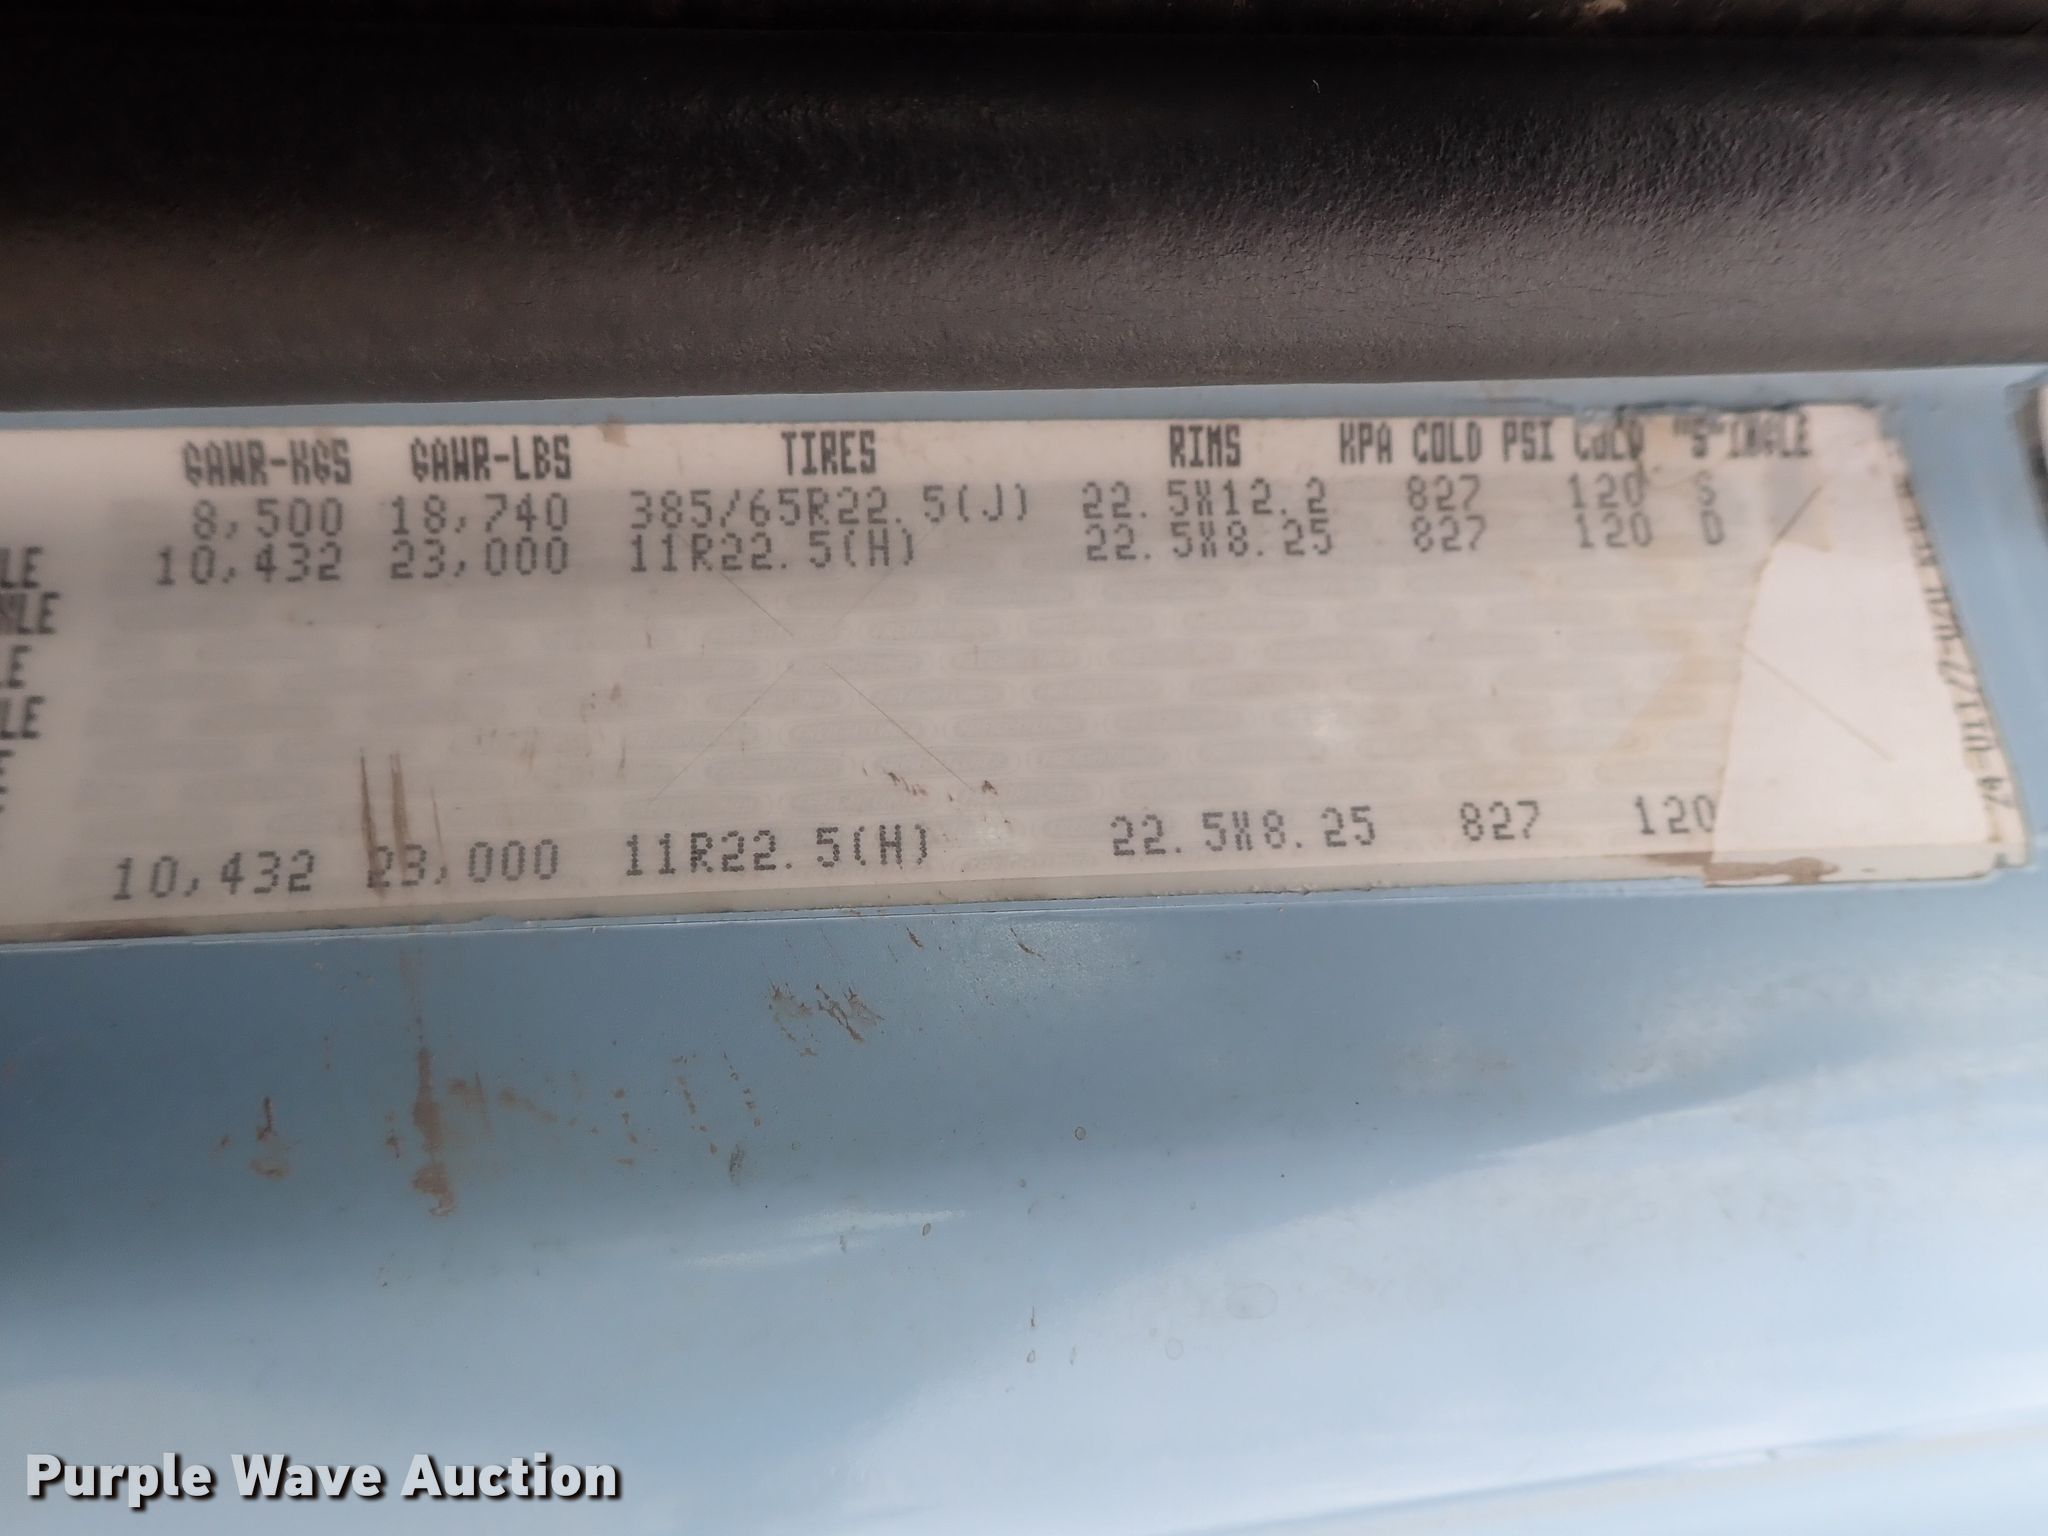 GAWR-KGS GAWR-LBS TIRES RIMS KPA COLD PSI COLD "S"INGLE
8,500 18,740 385/65R22.5(J) 22.5X12.2 827 120 S
LE 10,432 23,000 11R22.5(H) 22.5X8.25 827 120 D
XLE
LE
LE
10,432 23,000 11R22.5(H) 22.5X8.25 827 120
Purple Wave Auction